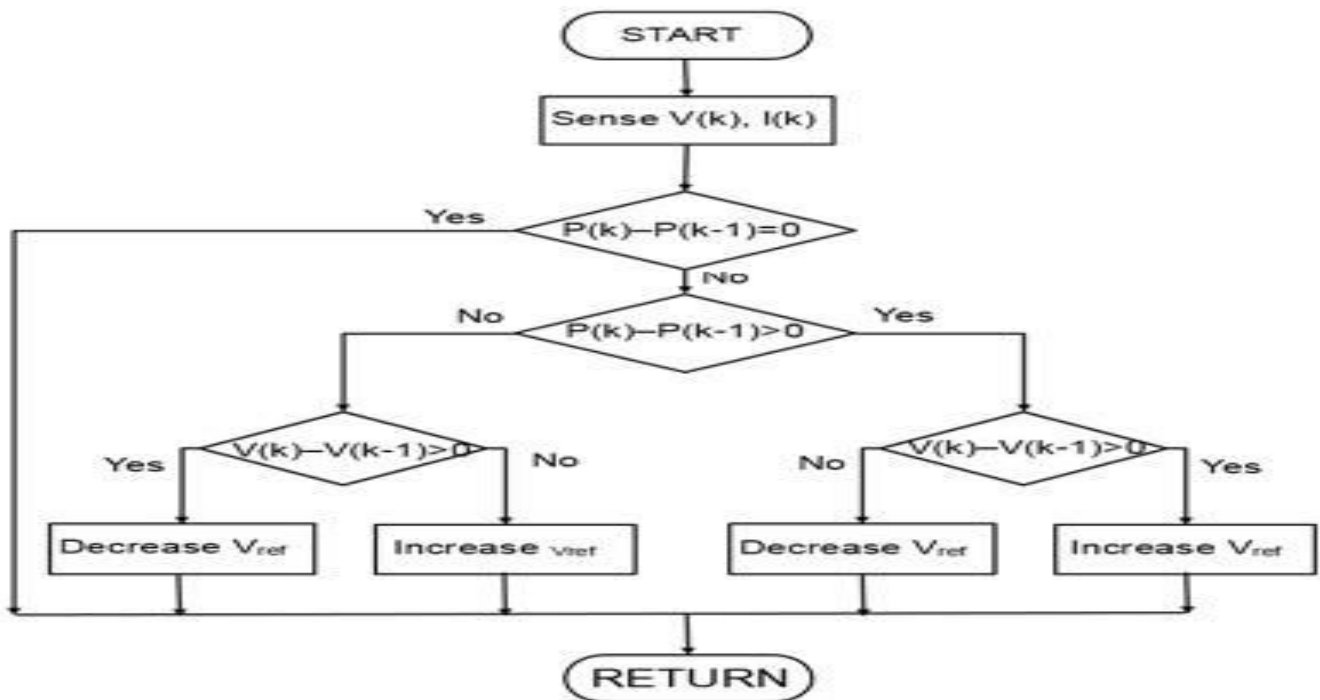 START
Sense V(k), I(k)
Yes
P(k)–P(k-1)=0
No
No
P(k)–P(k-1)>0
Yes
Yes
V(k)–V(k-1)>0
No
No
V(k)–V(k-1)>0
Yes
Decrease Vref
Increase Vref
Decrease Vref
Increase Vref
RETURN